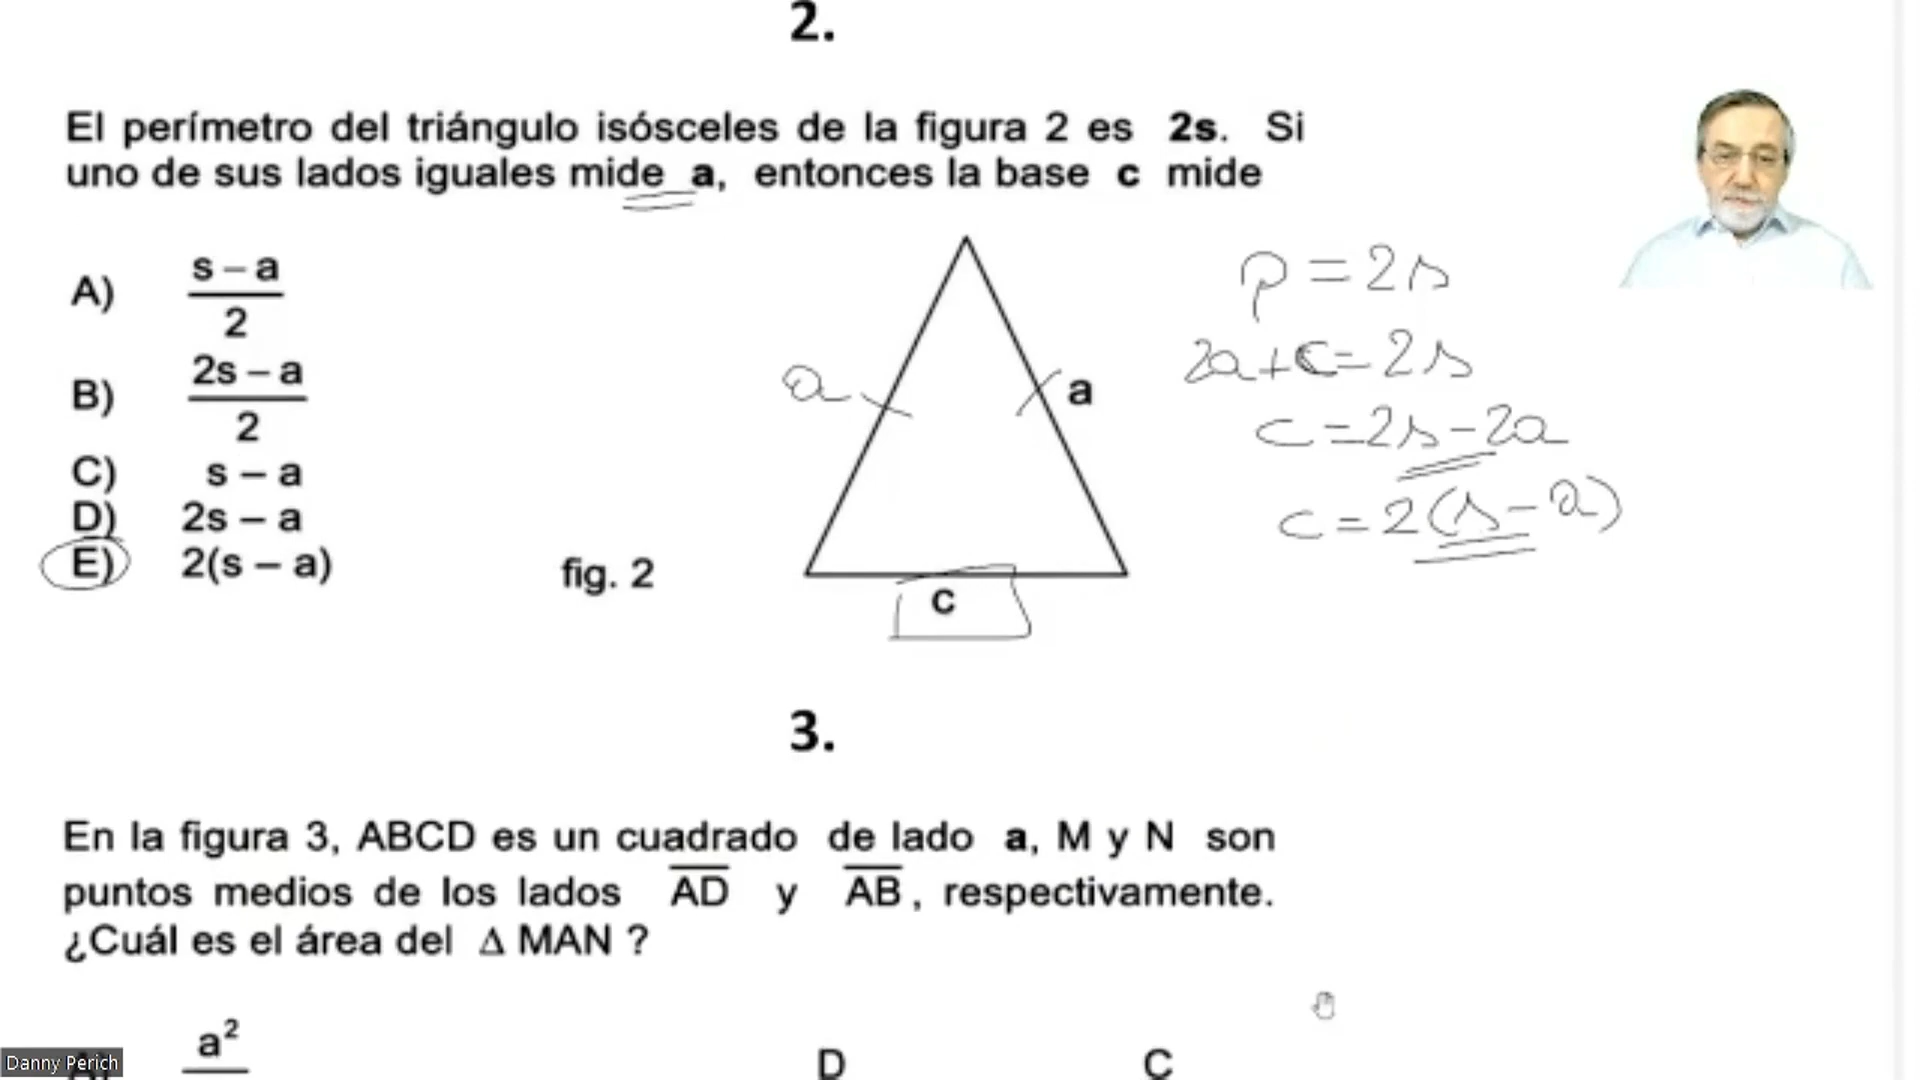 2.
El perímetro del triángulo isósceles de la figura 2 es 2s. Si
uno de sus lados iguales mide a, entonces la base c mide
A) s – a
2
B) 2s – a
2
C) s – a
D) 2s – a
E) 2(s – a)
fig. 2
a
a
c
p = 2s
2a + c = 2s
c = 2s – 2a
c = 2(s – a)
3.
En la figura 3, ABCD es un cuadrado de lado a, M y N son
puntos medios de los lados AD y AB, respectivamente.
¿Cuál es el área del Δ MAN ?
A) a²
D C
Danny Perich